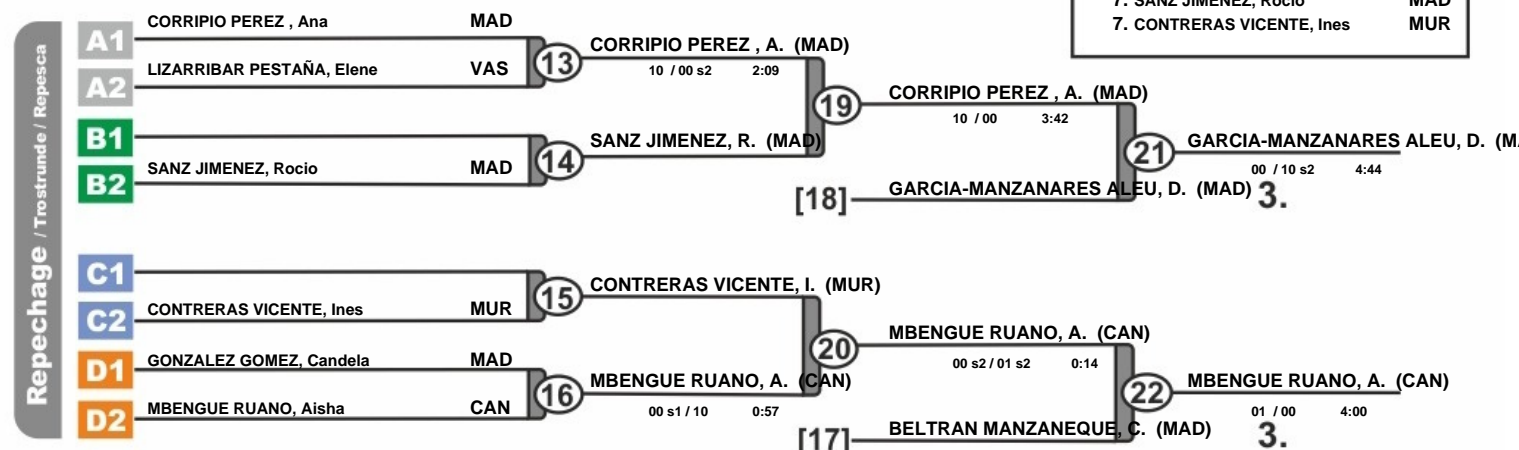 7. SANZ JIMENEZ, Rocio MAD
7. CONTRERAS VICENTE, Ines MUR
Repechage / Trostrunde / Repesca
A1 CORRIPIO PEREZ , Ana MAD
A2 LIZARRIBAR PESTAÑA, Elene VAS
13 CORRIPIO PEREZ , A. (MAD)
10 / 00 s2 2:09
B1
B2 SANZ JIMENEZ, Rocio MAD
14 SANZ JIMENEZ, R. (MAD)
19 CORRIPIO PEREZ , A. (MAD)
10 / 00 3:42
[18] GARCIA-MANZANARES ALEU, D. (MAD)
21 GARCIA-MANZANARES ALEU, D. (MA
00 / 10 s2 4:44
3.
C1
C2 CONTRERAS VICENTE, Ines MUR
15 CONTRERAS VICENTE, I. (MUR)
D1 GONZALEZ GOMEZ, Candela MAD
D2 MBENGUE RUANO, Aisha CAN
16 MBENGUE RUANO, A. (CAN)
00 s1 / 10 0:57
20 MBENGUE RUANO, A. (CAN)
00 s2 / 01 s2 0:14
[17] BELTRAN MANZANEQUE, C. (MAD)
22 MBENGUE RUANO, A. (CAN)
01 / 00 4:00
3.